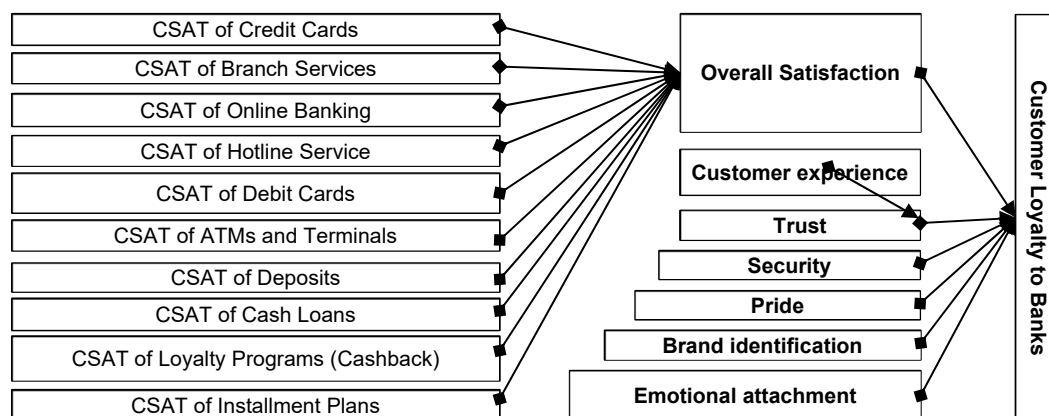 CSAT of Credit Cards
CSAT of Branch Services
CSAT of Online Banking
CSAT of Hotline Service
CSAT of Debit Cards
CSAT of ATMs and Terminals
CSAT of Deposits
CSAT of Cash Loans
CSAT of Loyalty Programs (Cashback)
CSAT of Installment Plans
Overall Satisfaction
Customer experience
Trust
Security
Pride
Brand identification
Emotional attachment
Customer Loyalty to Banks